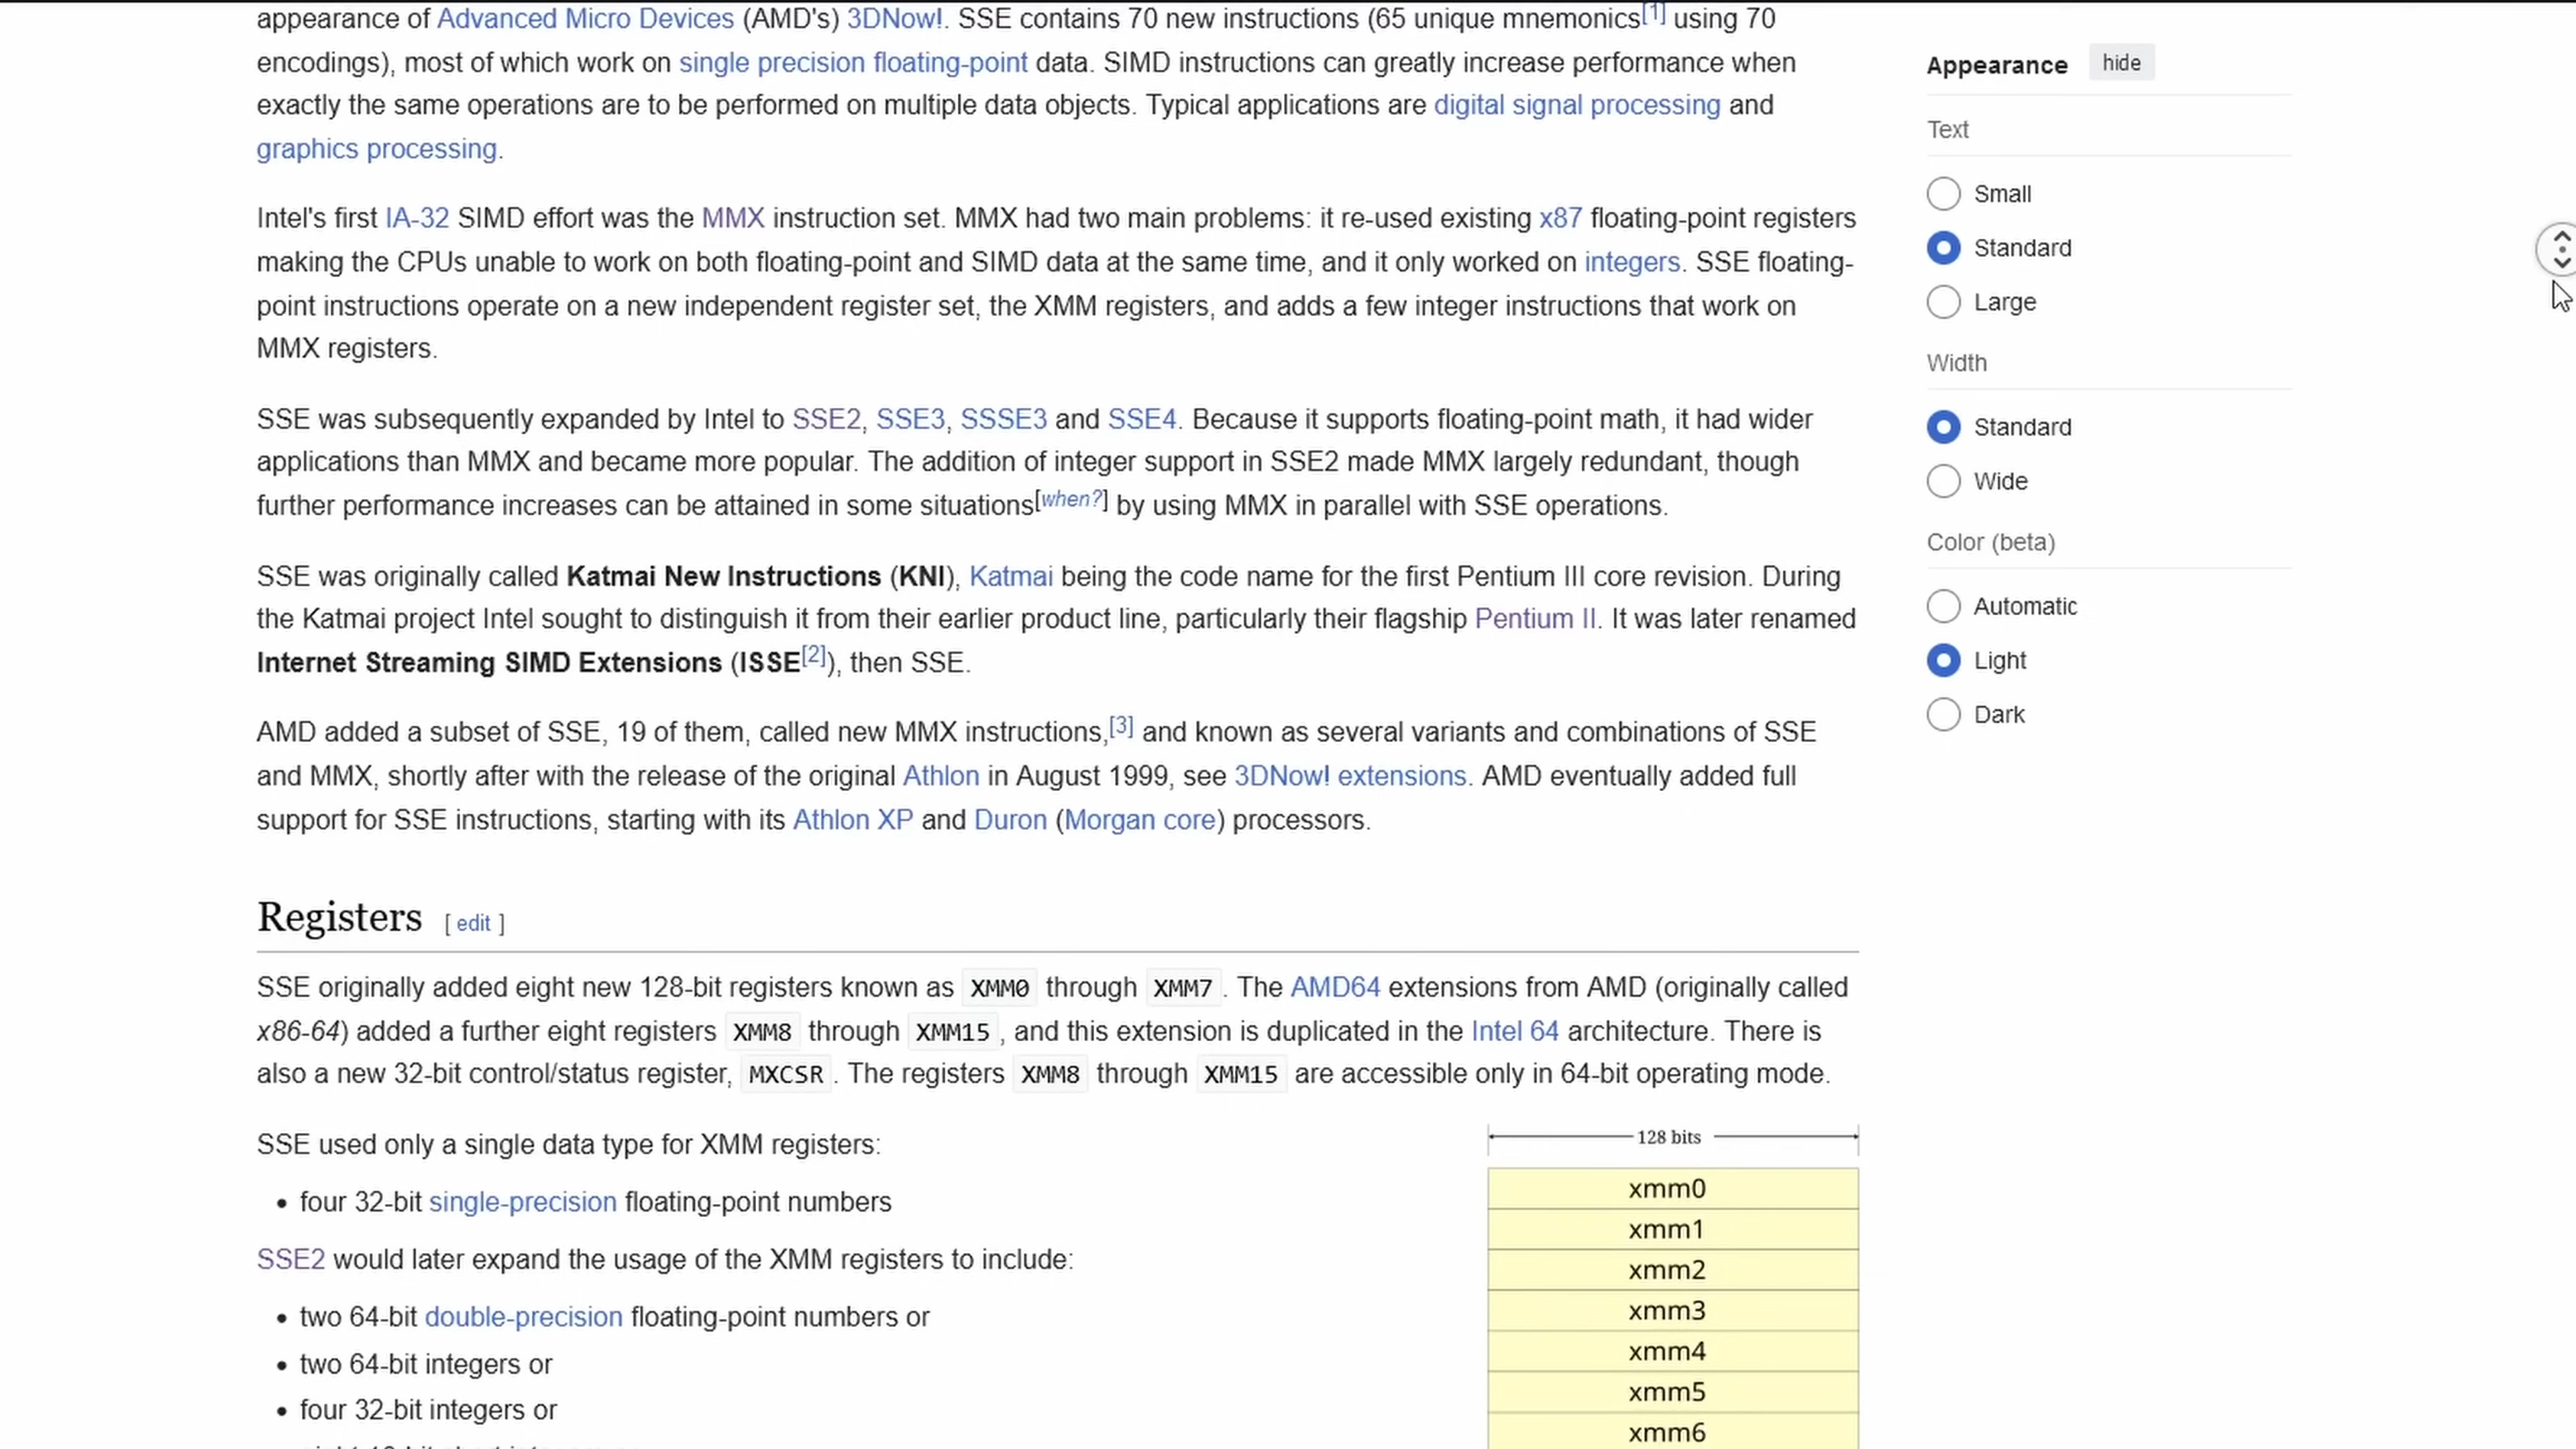 appearance of Advanced Micro Devices (AMD's) 3DNow!. SSE contains 70 new instructions (65 unique mnemonics[1] using 70
encodings), most of which work on single precision floating-point data. SIMD instructions can greatly increase performance when
exactly the same operations are to be performed on multiple data objects. Typical applications are digital signal processing and
graphics processing.
Intel's first IA-32 SIMD effort was the MMX instruction set. MMX had two main problems: it re-used existing x87 floating-point registers
making the CPUs unable to work on both floating-point and SIMD data at the same time, and it only worked on integers. SSE floating-
point instructions operate on a new independent register set, the XMM registers, and adds a few integer instructions that work on
MMX registers.
SSE was subsequently expanded by Intel to SSE2, SSE3, SSSE3 and SSE4. Because it supports floating-point math, it had wider
applications than MMX and became more popular. The addition of integer support in SSE2 made MMX largely redundant, though
further performance increases can be attained in some situations[when?] by using MMX in parallel with SSE operations.
SSE was originally called Katmai New Instructions (KNI), Katmai being the code name for the first Pentium III core revision. During
the Katmai project Intel sought to distinguish it from their earlier product line, particularly their flagship Pentium II. It was later renamed
Internet Streaming SIMD Extensions (ISSE[2]), then SSE.
AMD added a subset of SSE, 19 of them, called new MMX instructions,[3] and known as several variants and combinations of SSE
and MMX, shortly after with the release of the original Athlon in August 1999, see 3DNow! extensions. AMD eventually added full
support for SSE instructions, starting with its Athlon XP and Duron (Morgan core) processors.
Registers [ edit ]
SSE originally added eight new 128-bit registers known as XMM0 through XMM7 . The AMD64 extensions from AMD (originally called
x86-64) added a further eight registers XMM8 through XMM15 , and this extension is duplicated in the Intel 64 architecture. There is
also a new 32-bit control/status register, MXCSR . The registers XMM8 through XMM15 are accessible only in 64-bit operating mode.
SSE used only a single data type for XMM registers:
• four 32-bit single-precision floating-point numbers
SSE2 would later expand the usage of the XMM registers to include:
• two 64-bit double-precision floating-point numbers or
• two 64-bit integers or
• four 32-bit integers or
128 bits
xmm0
xmm1
xmm2
xmm3
xmm4
xmm5
xmm6
Appearance hide
Text
Small
Standard
Large
Width
Standard
Wide
Color (beta)
Automatic
Light
Dark